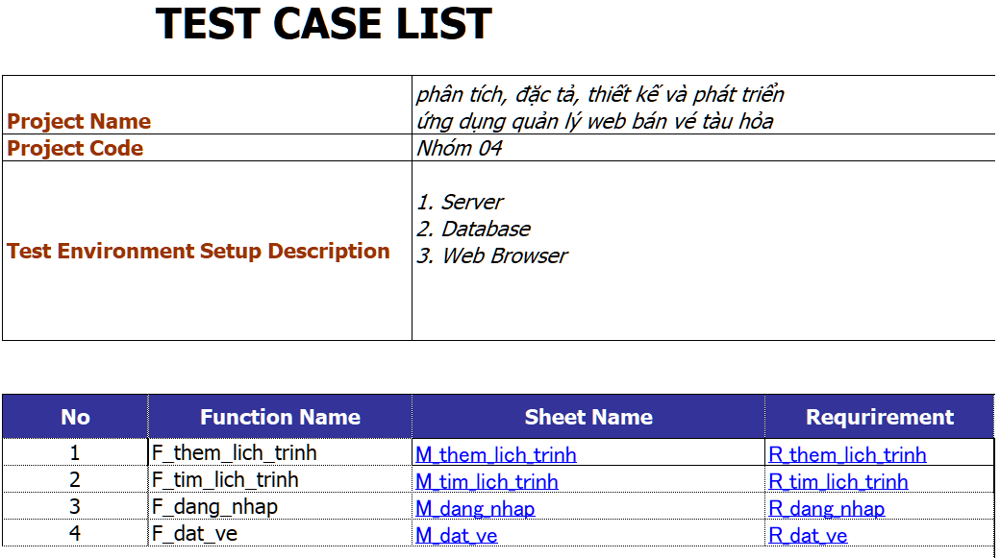 TEST CASE LIST
Project Name
phân tích, đặc tả, thiết kế và phát triển
ứng dụng quản lý web bán vé tàu hỏa
Project Code Nhóm 04
Test Environment Setup Description
1. Server
2. Database
3. Web Browser
No Function Name Sheet Name Requrirement
1 F_them_lich_trinh M_them_lich_trinh R_them_lich_trinh
2 F_tim_lich_trinh M_tim_lich_trinh R_tim_lich_trinh
3 F_dang_nhap M_dang_nhap R_dang_nhap
4 F_dat_ve M_dat_ve R_dat_ve